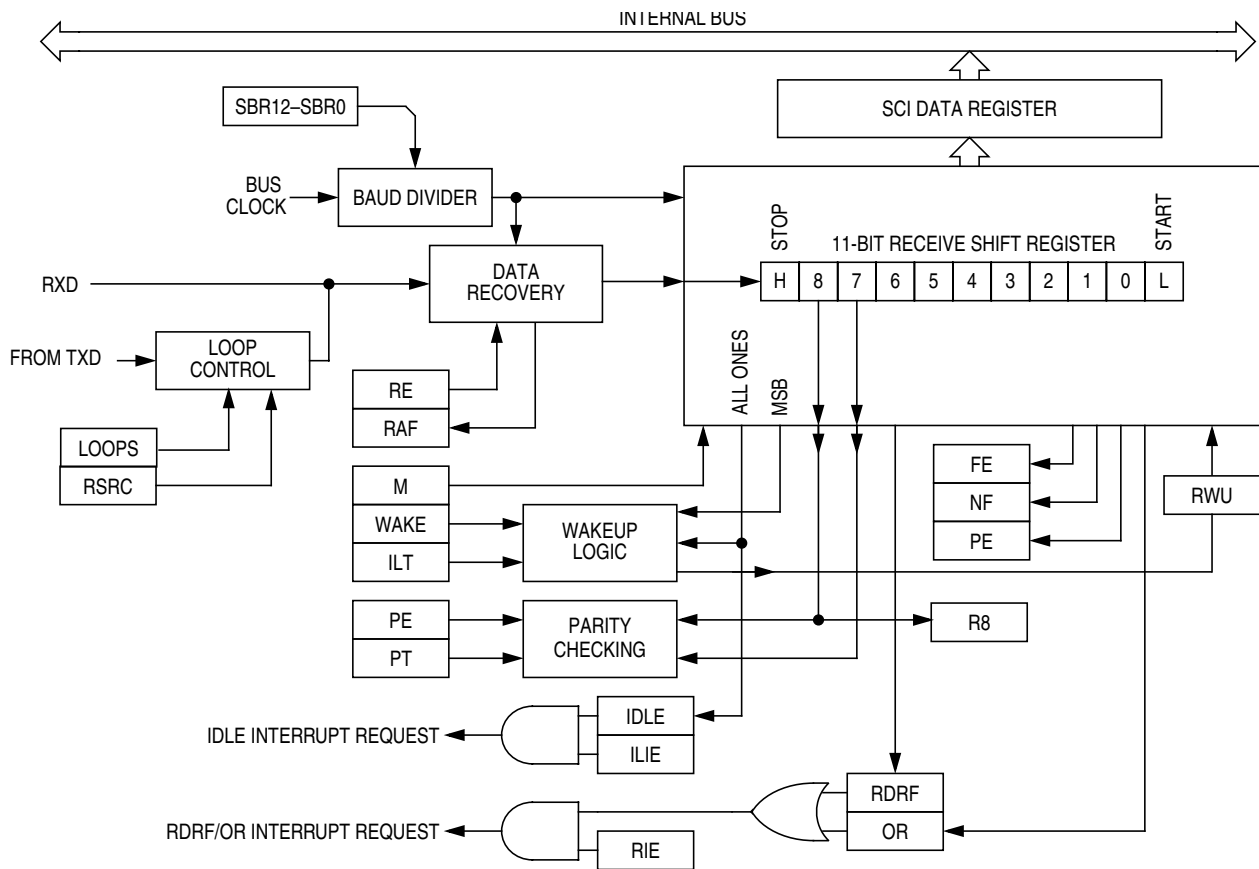 INTERNAL BUS
SBR12–SBR0
SCI DATA REGISTER
BUS
CLOCK
BAUD DIVIDER
STOP
11-BIT RECEIVE SHIFT REGISTER
START
RXD
DATA
RECOVERY
H 8 7 6 5 4 3 2 1 0 L
FROM TXD
LOOP
CONTROL
ALL ONES
MSB
RE
RAF
LOOPS
RSRC
M
WAKE
ILT
WAKEUP
LOGIC
FE
NF
PE
RWU
PE
PT
PARITY
CHECKING
R8
IDLE INTERRUPT REQUEST
IDLE
ILIE
RDRF/OR INTERRUPT REQUEST
RDRF
OR
RIE